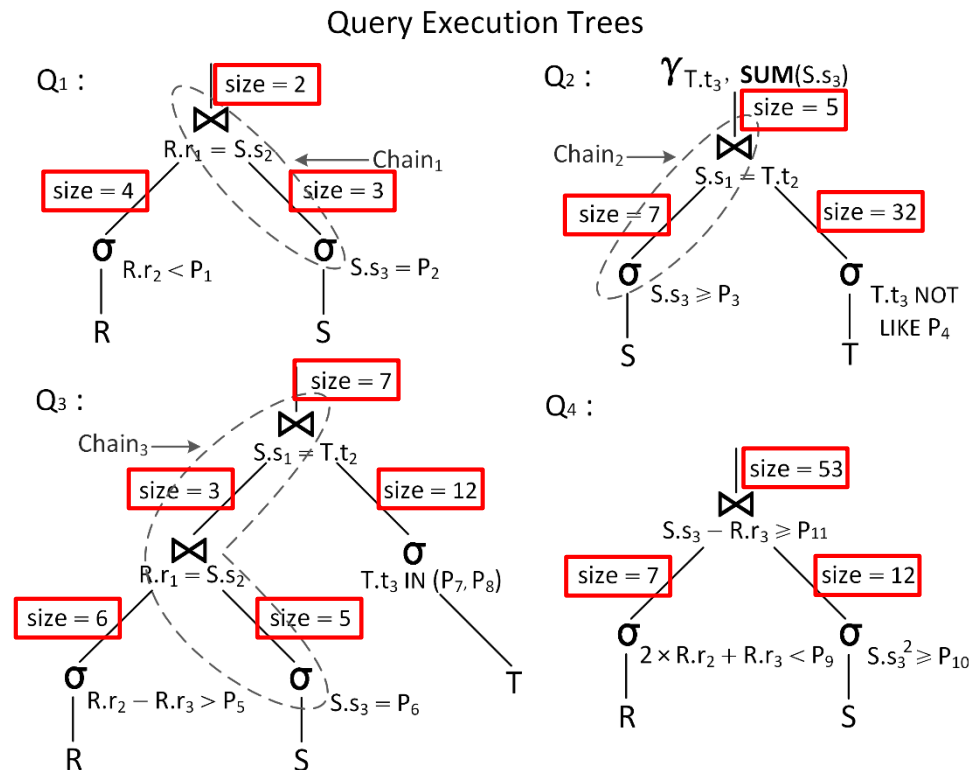 Query Execution Trees
Q₁ :
size = 2
R.r₁ = S.s₂
Chain₁
size = 4
size = 3
σ
R.r₂ < P₁
σ
S.s₃ = P₂
R
S
Q₂ :
γ T.t₃, SUM(S.s₃)
size = 5
Chain₂
S.s₁ = T.t₂
size = 7
size = 32
σ
S.s₃ ⩾ P₃
σ
T.t₃ NOT
LIKE P₄
S
T
Q₃ :
size = 7
Chain₃
S.s₁ = T.t₂
size = 3
size = 12
R.r₁ = S.s₂
σ
T.t₃ IN (P₇, P₈)
size = 6
size = 5
σ
R.r₂ − R.r₃ > P₅
σ
S.s₃ = P₆
T
R
S
Q₄ :
size = 53
S.s₃ − R.r₃ ⩾ P₁₁
size = 7
size = 12
σ
2 × R.r₂ + R.r₃ < P₉
σ
S.s₃² ⩾ P₁₀
R
S